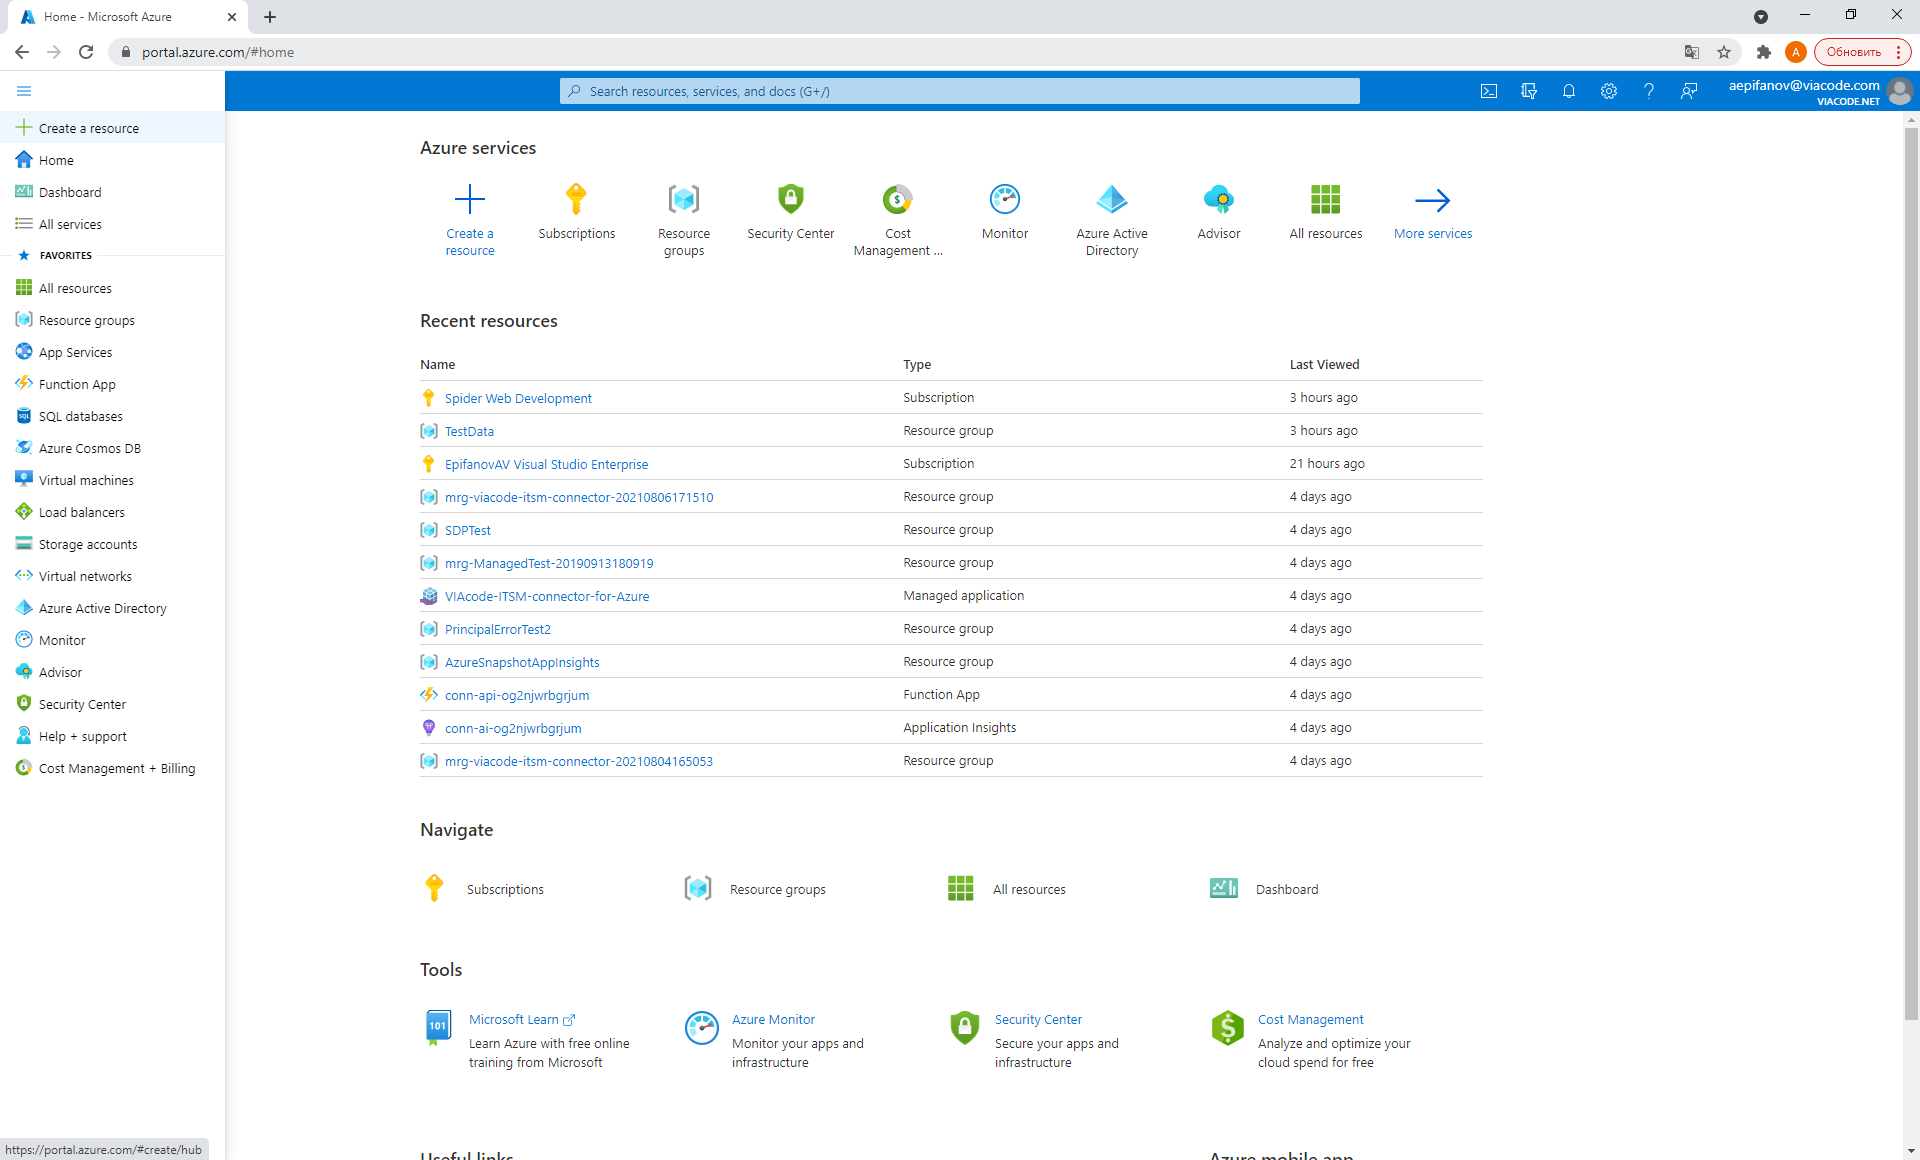 Home - Microsoft Azure
portal.azure.com/#home
A
Обновить
Search resources, services, and docs (G+/)
aepifanov@viacode.com
VIACODE.NET
Create a resource
Home
Dashboard
All services
FAVORITES
All resources
Resource groups
App Services
Function App
SQL databases
Azure Cosmos DB
Virtual machines
Load balancers
Storage accounts
Virtual networks
Azure Active Directory
Monitor
Advisor
Security Center
Help + support
Cost Management + Billing
https://portal.azure.com/#create/hub
Azure services
Create a resource
Subscriptions
Resource groups
Security Center
Cost Management ...
Monitor
Azure Active Directory
Advisor
All resources
More services
Recent resources
Name Type Last Viewed
Spider Web Development Subscription 3 hours ago
TestData Resource group 3 hours ago
EpifanovAV Visual Studio Enterprise Subscription 21 hours ago
mrg-viacode-itsm-connector-20210806171510 Resource group 4 days ago
SDPTest Resource group 4 days ago
mrg-ManagedTest-20190913180919 Resource group 4 days ago
VIAcode-ITSM-connector-for-Azure Managed application 4 days ago
PrincipalErrorTest2 Resource group 4 days ago
AzureSnapshotAppInsights Resource group 4 days ago
conn-api-og2njwrbgrjum Function App 4 days ago
conn-ai-og2njwrbgrjum Application Insights 4 days ago
mrg-viacode-itsm-connector-20210804165053 Resource group 4 days ago
Navigate
Subscriptions
Resource groups
All resources
Dashboard
Tools
101
Microsoft Learn
Learn Azure with free online
training from Microsoft
Azure Monitor
Monitor your apps and
infrastructure
Security Center
Secure your apps and
infrastructure
Cost Management
Analyze and optimize your
cloud spend for free
Useful links
Azure mobile app